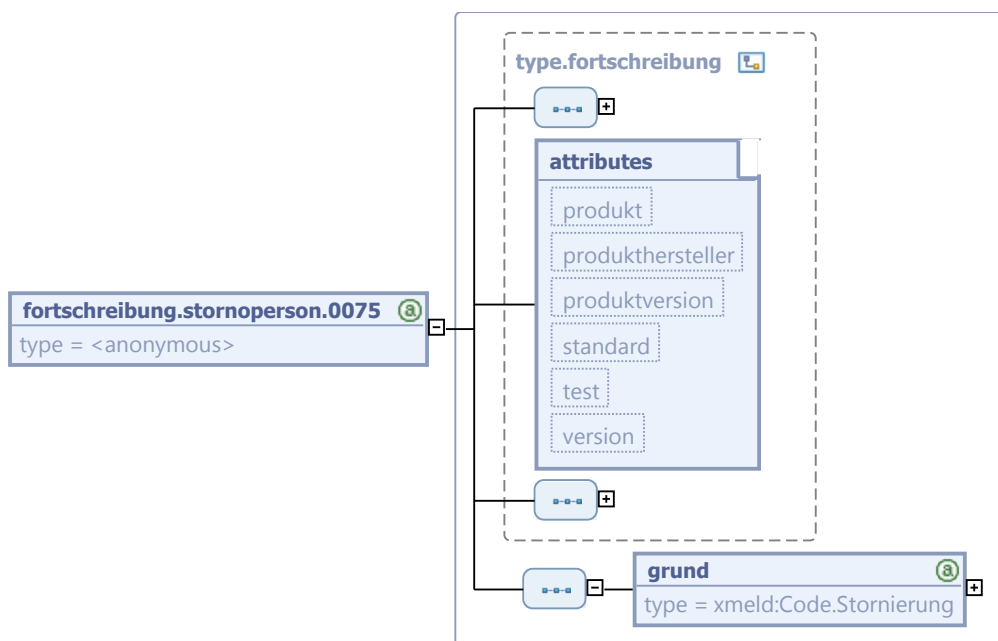 type.fortschreibung
attributes
produkt
produkthersteller
produktversion
standard
test
version
fortschreibung.stornoperson.0075 a
type = <anonymous>
grund a
type = xmeld:Code.Stornierung